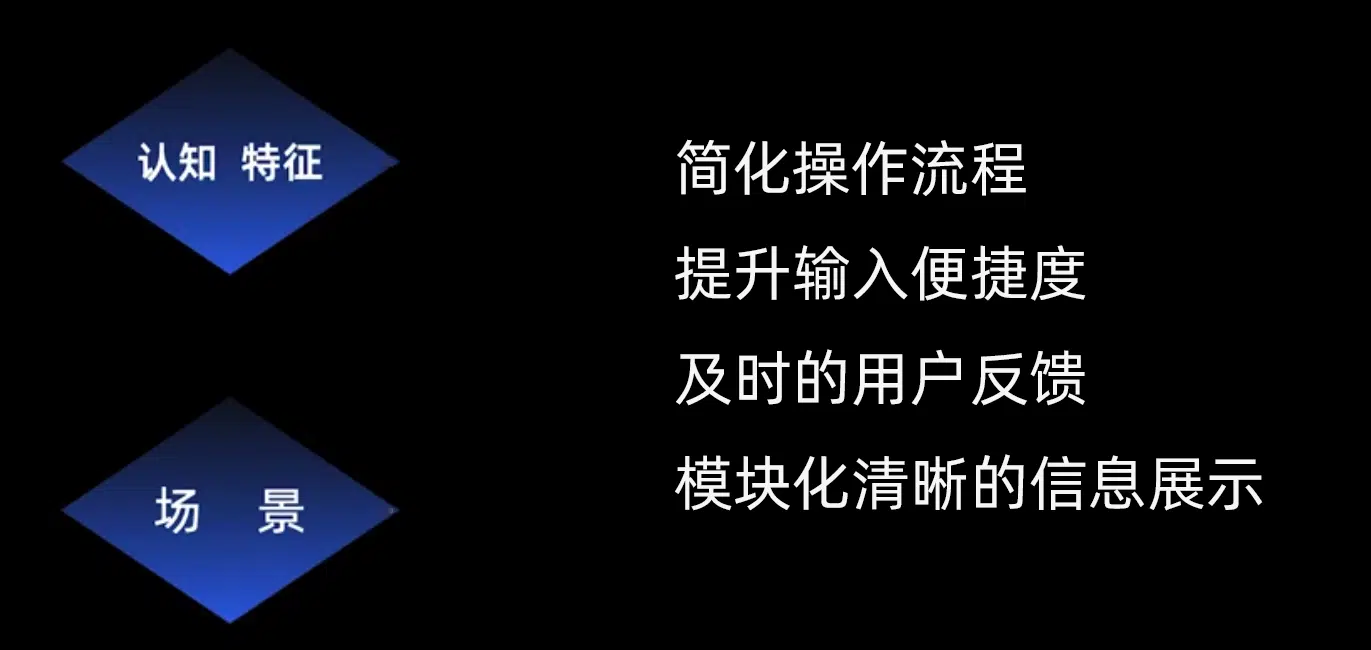 认知 特征
场 景
简化操作流程
提升输入便捷度
及时的用户反馈
模块化清晰的信息展示